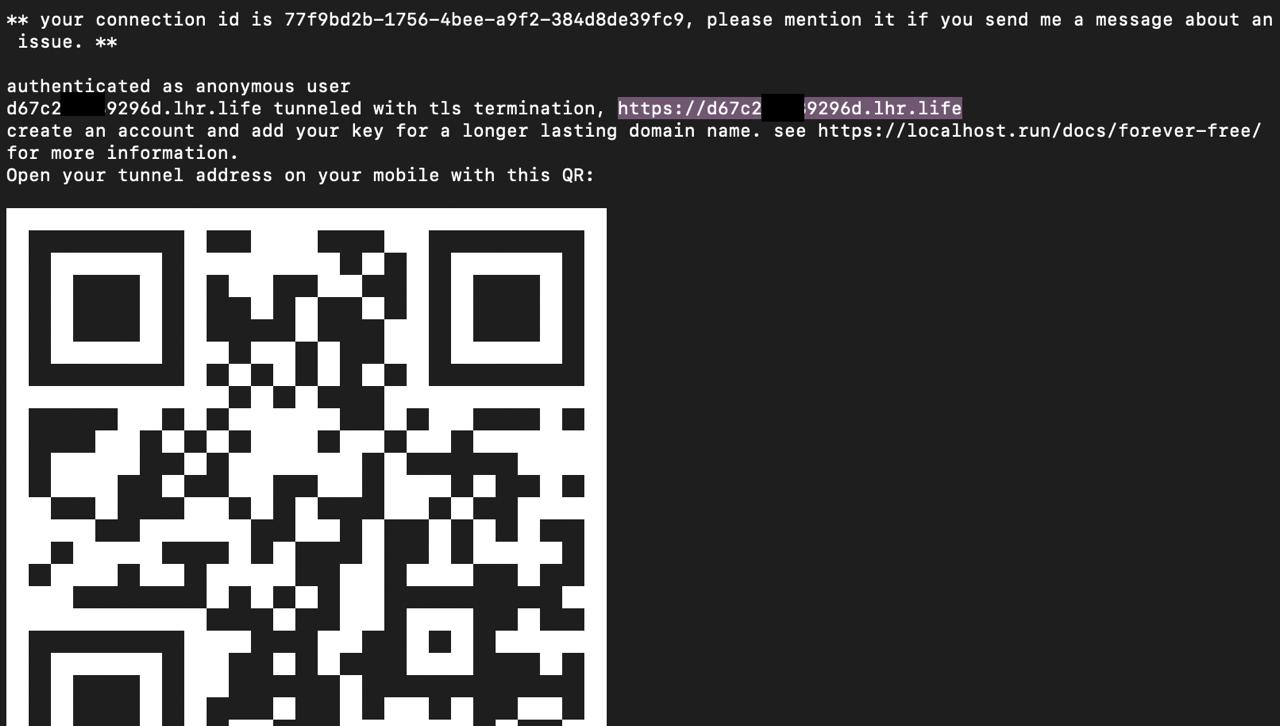 ** your connection id is 77f9bd2b-1756-4bee-a9f2-384d8de39fc9, please mention it if you send me a message about an
issue. **
authenticated as anonymous user
d67c2 9296d.lhr.life tunneled with tls termination, https://d67c2 9296d.lhr.life
create an account and add your key for a longer lasting domain name. see https://localhost.run/docs/forever-free/
for more information.
Open your tunnel address on your mobile with this QR: